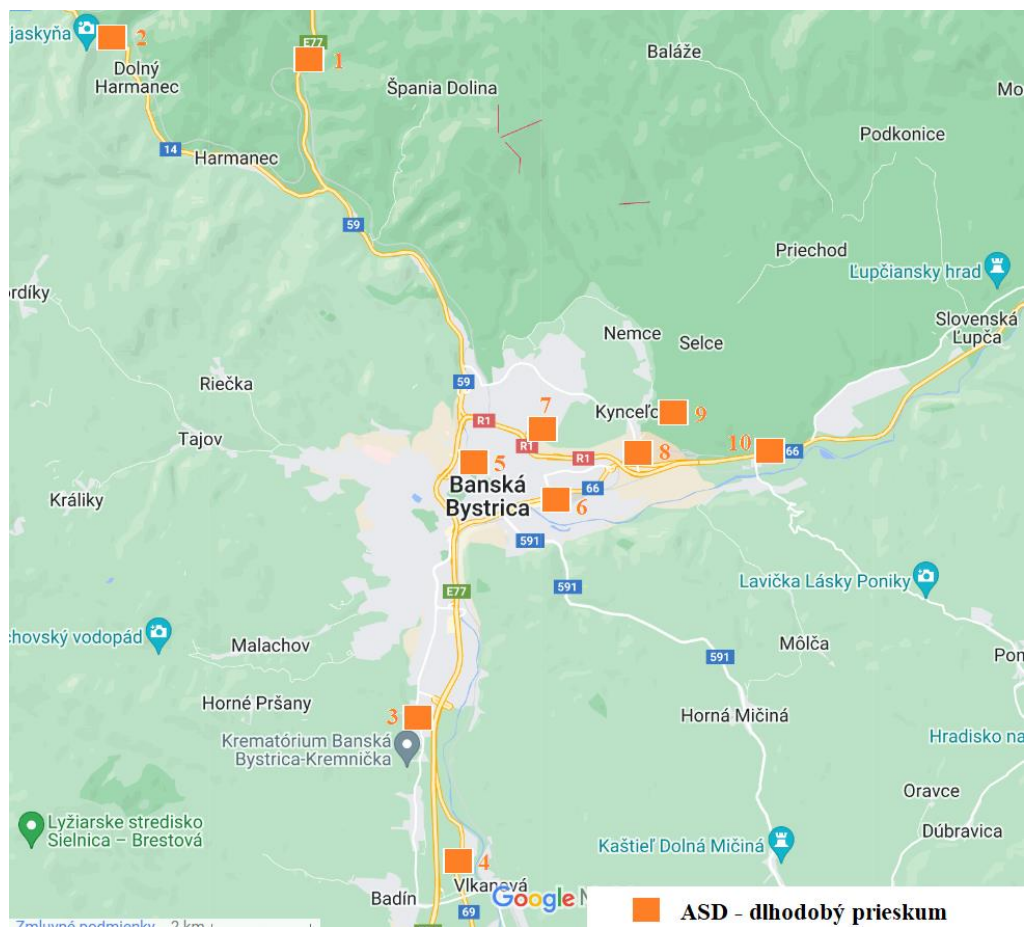 jaskyňa
2
E77
1
Baláže
Dolný
Harmanec
Špania Dolina
Mo
Podkonice
14
Harmanec
59
Priechod
Ľupčiansky hrad
ordíky
Slovenská
Ľupča
Nemce
Selce
59
Riečka
Kynceľo
9
7
R1
Tajov
R1
8
10
66
5
R1
Banská
Bystrica
66
6
Králiky
591
591
Lavička Lásky Poniky
E77
chovský vodopád
Malachov
Môlča
591
Pon
Horné Pršany
3
Horná Mičiná
Krematórium Banská
Bystrica-Kremnička
Hradisko na
Oravce
Lyžiarske stredisko
Sielnica – Brestová
Dúbravica
Kaštieľ Dolná Mičiná
4
Badín
Vlkanová
Google
69
ASD - dlhodobý prieskum
Zmluvné podmienky
2 km